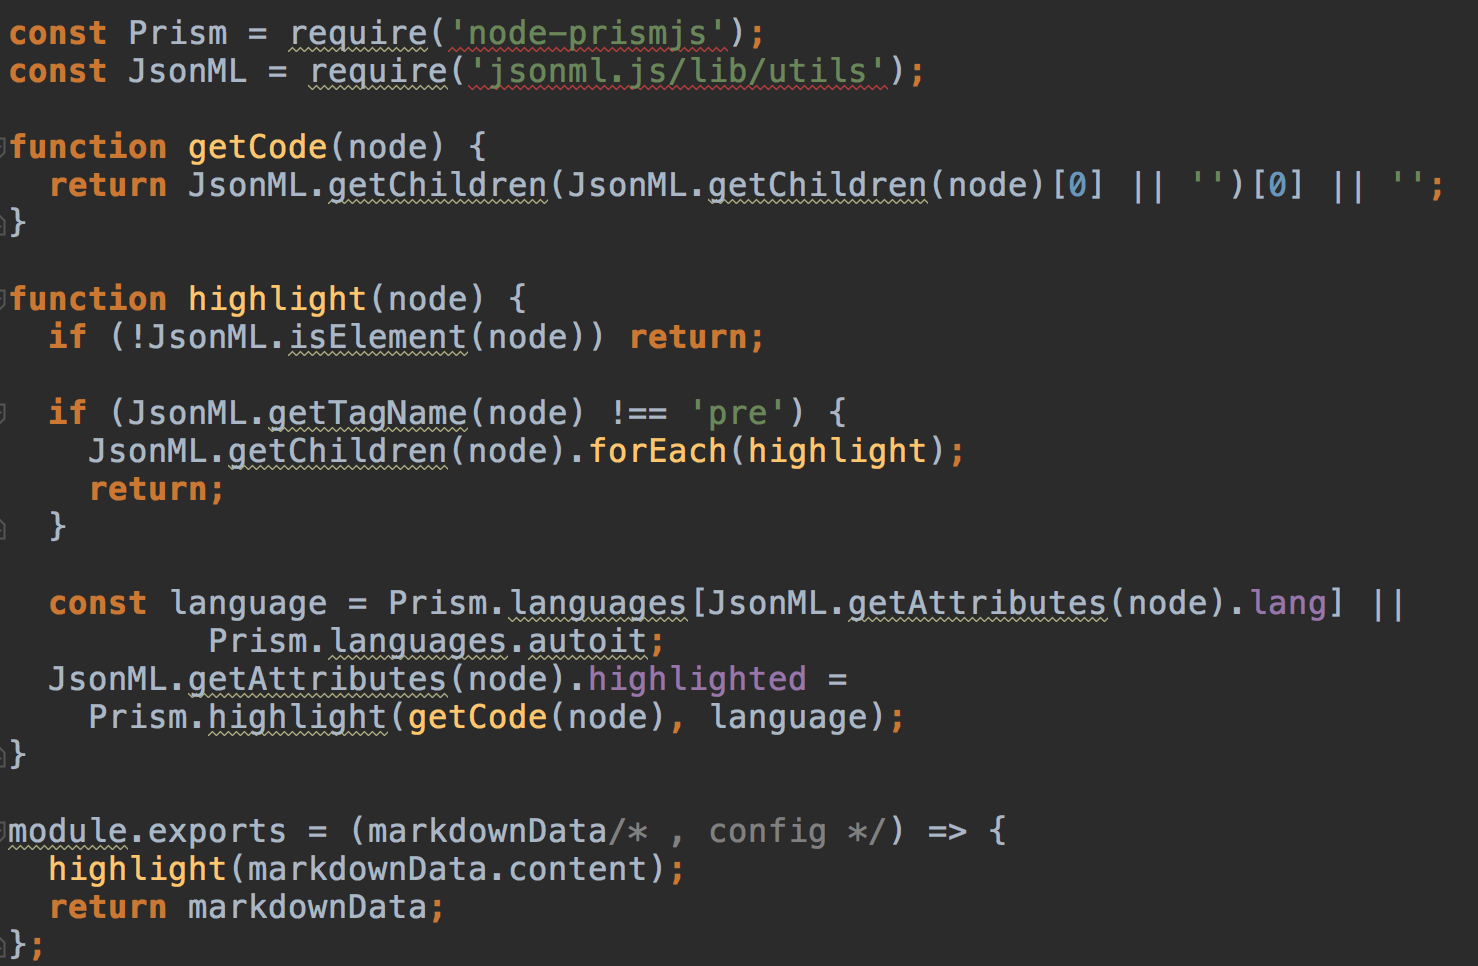 const Prism = require('node-prismjs');
const JsonML = require('jsonml.js/lib/utils');

function getCode(node) {
  return JsonML.getChildren(JsonML.getChildren(node)[0] || '')[0] || '';
}

function highlight(node) {
  if (!JsonML.isElement(node)) return;

  if (JsonML.getTagName(node) !== 'pre') {
    JsonML.getChildren(node).forEach(highlight);
    return;
  }

  const language = Prism.languages[JsonML.getAttributes(node).lang] ||
          Prism.languages.autoit;
  JsonML.getAttributes(node).highlighted =
    Prism.highlight(getCode(node), language);
}

module.exports = (markdownData/* , config */) => {
  highlight(markdownData.content);
  return markdownData;
};